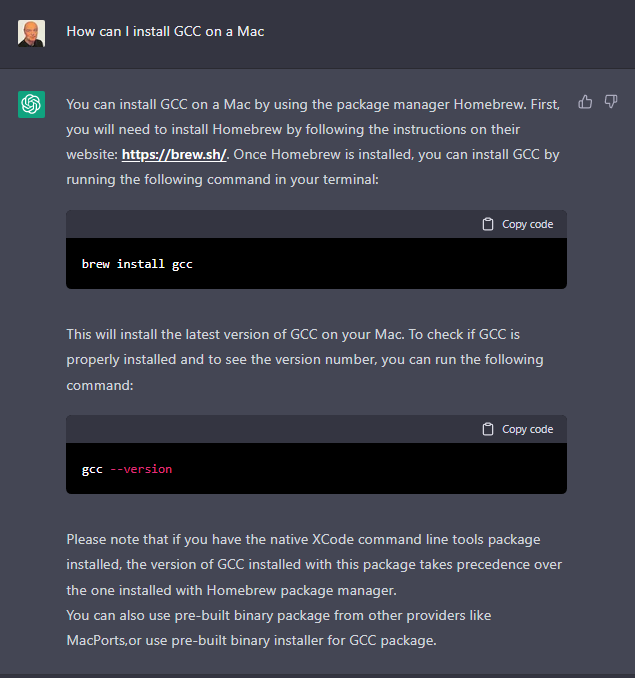 How can I install GCC on a Mac
You can install GCC on a Mac by using the package manager Homebrew. First,
you will need to install Homebrew by following the instructions on their
website: https://brew.sh/. Once Homebrew is installed, you can install GCC by
running the following command in your terminal:
Copy code
brew install gcc
This will install the latest version of GCC on your Mac. To check if GCC is
properly installed and to see the version number, you can run the following
command:
Copy code
gcc --version
Please note that if you have the native XCode command line tools package
installed, the version of GCC installed with this package takes precedence over
the one installed with Homebrew package manager.
You can also use pre-built binary package from other providers like
MacPorts,or use pre-built binary installer for GCC package.